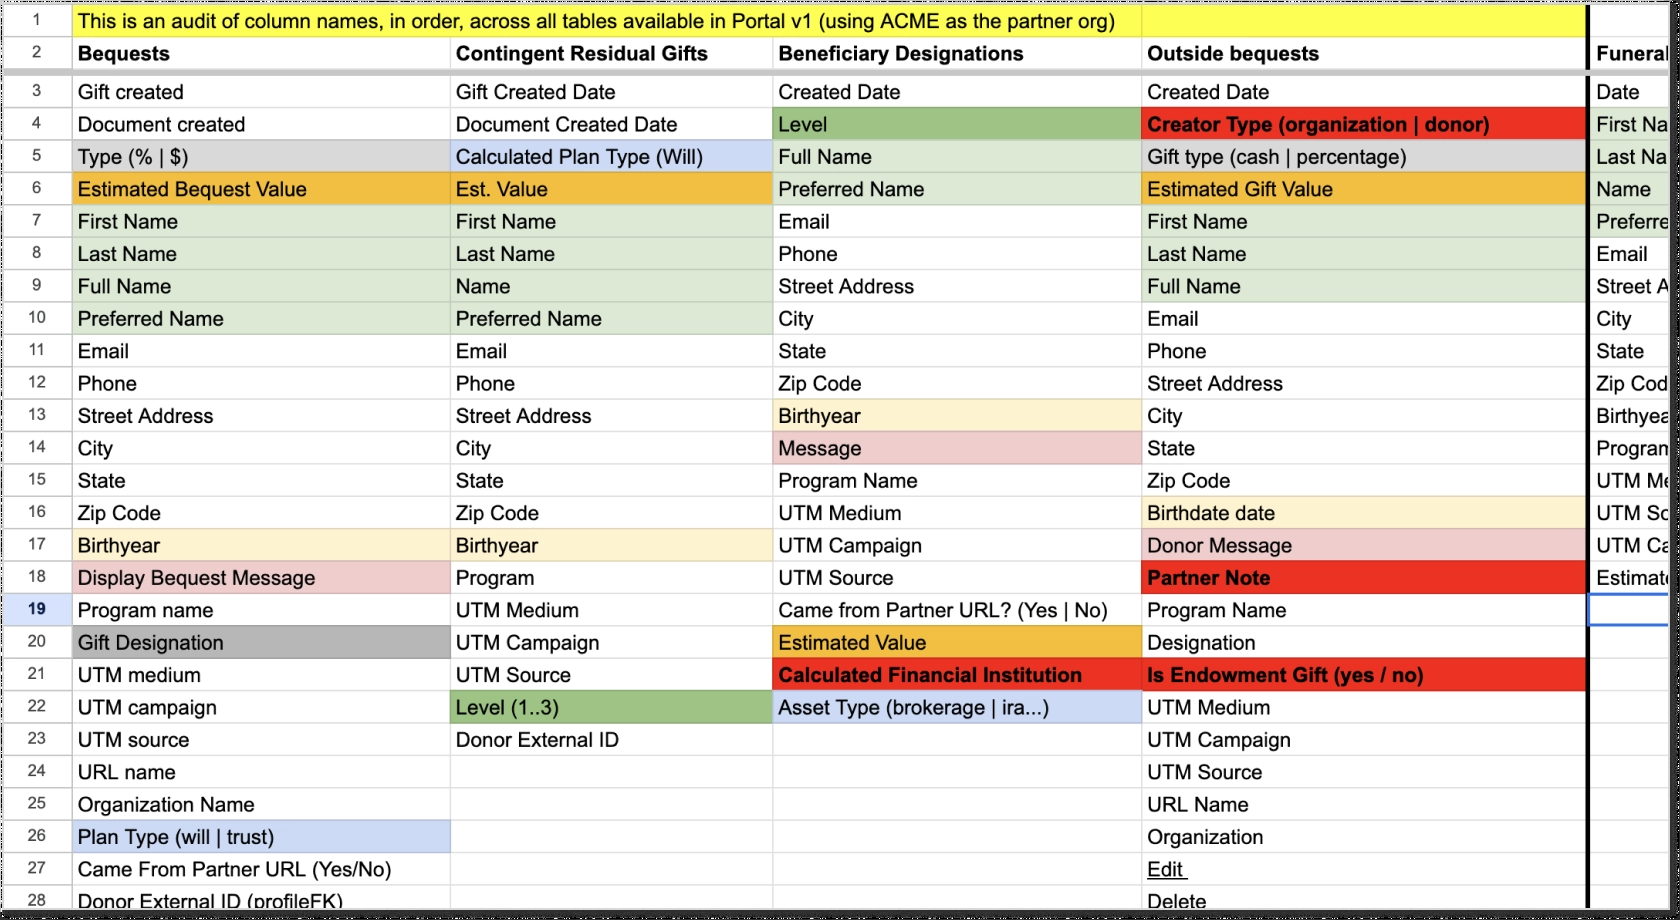 1 This is an audit of column names, in order, across all tables available in Portal v1 (using ACME as the partner org)
2 Bequests Contingent Residual Gifts Beneficiary Designations Outside bequests Funeral
3 Gift created Gift Created Date Created Date Created Date Date
4 Document created Document Created Date Level Creator Type (organization | donor) First Na
5 Type (% | $) Calculated Plan Type (Will) Full Name Gift type (cash | percentage) Last Na
6 Estimated Bequest Value Est. Value Preferred Name Estimated Gift Value Name
7 First Name First Name Email First Name Preferre
8 Last Name Last Name Phone Last Name Email
9 Full Name Name Street Address Full Name Street A
10 Preferred Name Preferred Name City Email City
11 Email Email State Phone State
12 Phone Phone Zip Code Street Address Zip Cod
13 Street Address Street Address Birthyear City Birthyea
14 City City Message State Program
15 State State Program Name Zip Code UTM Me
16 Zip Code Zip Code UTM Medium Birthdate date UTM So
17 Birthyear Birthyear UTM Campaign Donor Message UTM Ca
18 Display Bequest Message Program UTM Source Partner Note Estimate
19 Program name UTM Medium Came from Partner URL? (Yes | No) Program Name
20 Gift Designation UTM Campaign Estimated Value Designation
21 UTM medium UTM Source Calculated Financial Institution Is Endowment Gift (yes / no)
22 UTM campaign Level (1..3) Asset Type (brokerage | ira...) UTM Medium
23 UTM source Donor External ID UTM Campaign
24 URL name UTM Source
25 Organization Name URL Name
26 Plan Type (will | trust) Organization
27 Came From Partner URL (Yes/No) Edit
28 Donor External ID (profileFK) Delete